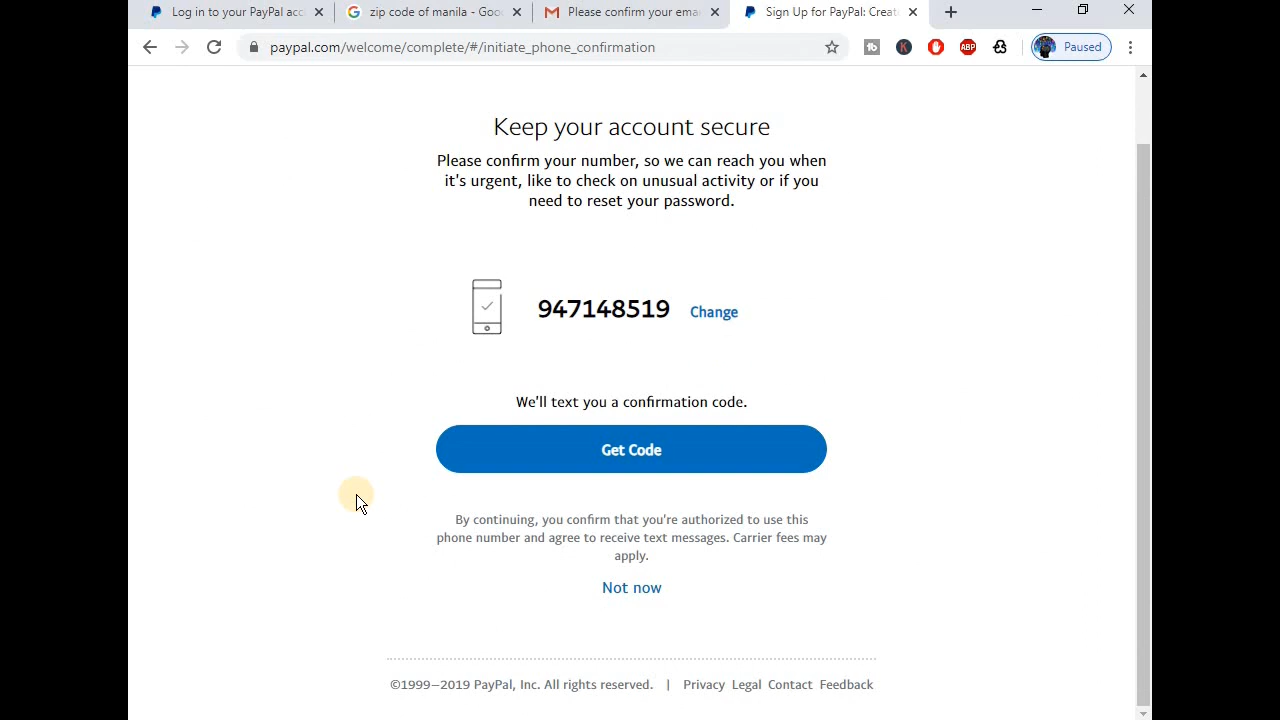 Log in to your PayPal acc
zip code of manila - Goo
Please confirm your emai
Sign Up for PayPal: Creat
paypal.com/welcome/complete/#/initiate_phone_confirmation
tb
K
ABP
Paused
Keep your account secure
Please confirm your number, so we can reach you when
it's urgent, like to check on unusual activity or if you
need to reset your password.
947148519 Change
We'll text you a confirmation code.
Get Code
By continuing, you confirm that you're authorized to use this
phone number and agree to receive text messages. Carrier fees may
apply.
Not now
©1999–2019 PayPal, Inc. All rights reserved. | Privacy Legal Contact Feedback